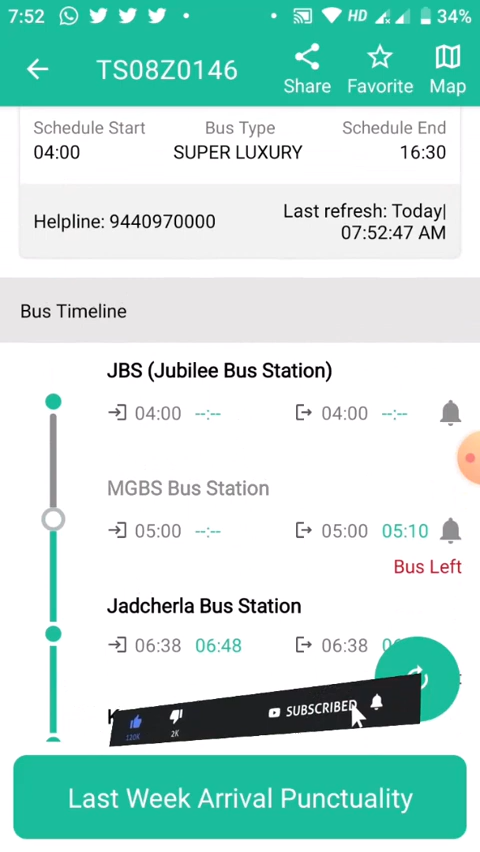 7:52 HD 34%
TS08Z0146
Share Favorite Map
Schedule Start Bus Type Schedule End
04:00 SUPER LUXURY 16:30
Helpline: 9440970000 Last refresh: Today|
07:52:47 AM
Bus Timeline
JBS (Jubilee Bus Station)
04:00 --:-- 04:00 --:--
MGBS Bus Station
05:00 --:-- 05:00 05:10
Bus Left
Jadcherla Bus Station
06:38 06:48 06:38
SUBSCRIBED
120K 2K
Last Week Arrival Punctuality